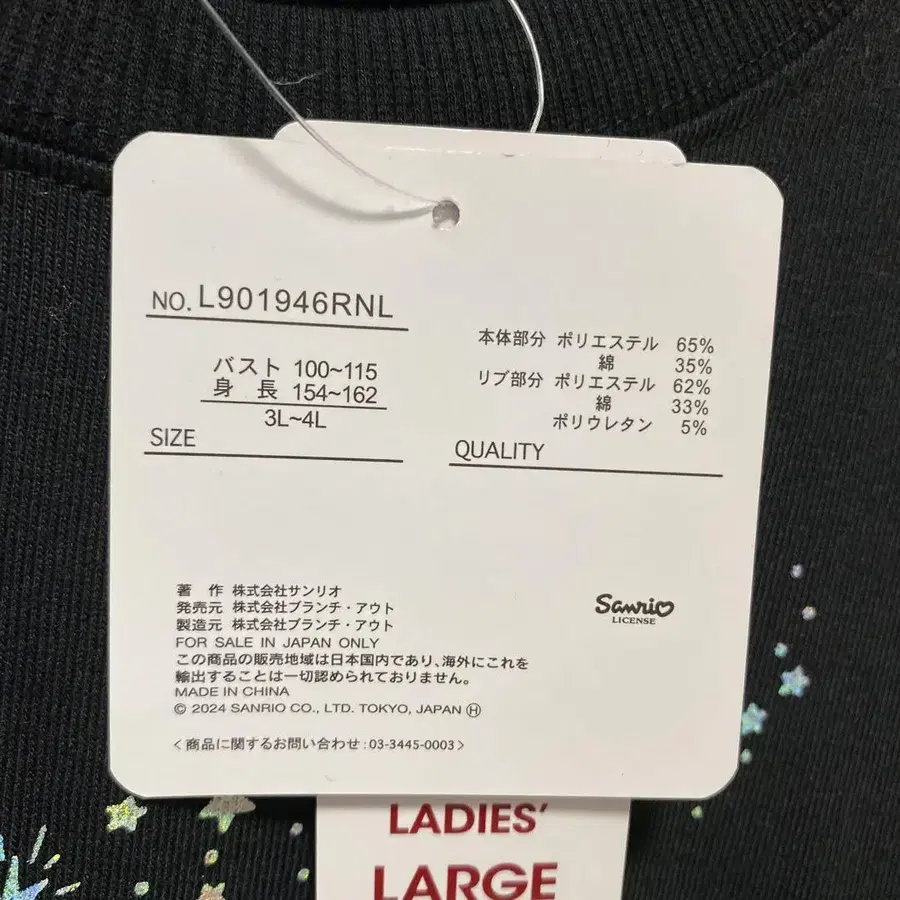 NO. L901946RNL
バスト 100~115
身 長 154~162
3L~4L
SIZE
本体部分 ポリエステル 65%
綿 35%
リブ部分 ポリエステル 62%
綿 33%
ポリウレタン 5%
QUALITY
著 作 株式会社サンリオ
発売元 株式会社ブランチ・アウト
製造元 株式会社ブランチ・アウト
FOR SALE IN JAPAN ONLY
この商品の販売地域は日本国内であり、海外にこれを
輸出することは一切認められておりません。
MADE IN CHINA
© 2024 SANRIO CO., LTD. TOKYO, JAPAN Ⓗ
<商品に関するお問い合わせ:03-3445-0003>
Sanrio
LICENSE
LADIES'
LARGE